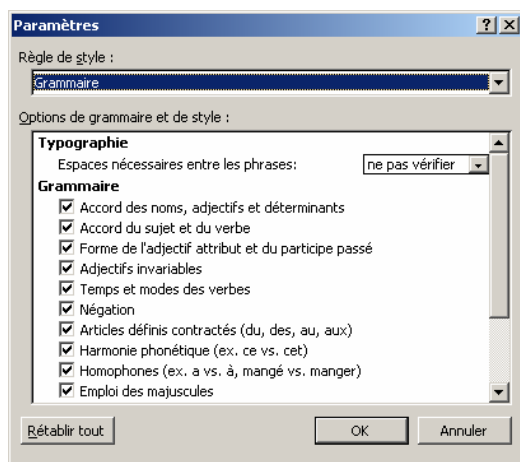 Paramètres
Règle de style :
Grammaire
Options de grammaire et de style :
Typographie
Espaces nécessaires entre les phrases: ne pas vérifier
Grammaire
Accord des noms, adjectifs et déterminants
Accord du sujet et du verbe
Forme de l'adjectif attribut et du participe passé
Adjectifs invariables
Temps et modes des verbes
Négation
Articles définis contractés (du, des, au, aux)
Harmonie phonétique (ex. ce vs. cet)
Homophones (ex. a vs. à, mangé vs. manger)
Emploi des majuscules
Rétablir tout OK Annuler